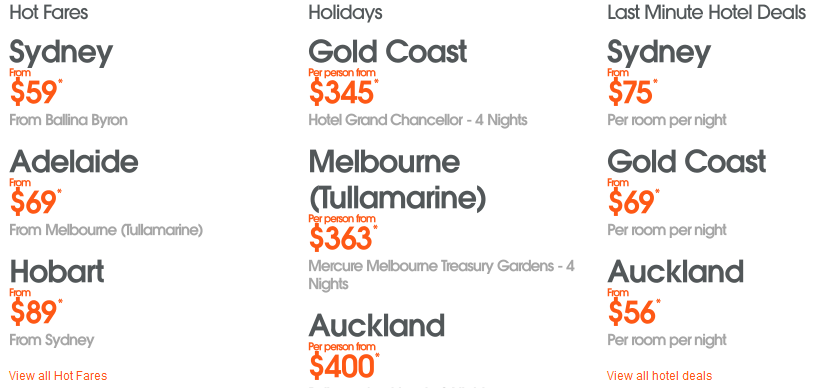 Hot Fares
Sydney
From
$59*
From Ballina Byron
Adelaide
From
$69*
From Melbourne (Tullamarine)
Hobart
From
$89*
From Sydney
View all Hot Fares
Holidays
Gold Coast
Per person from
$345*
Hotel Grand Chancellor - 4 Nights
Melbourne
(Tullamarine)
Per person from
$363*
Mercure Melbourne Treasury Gardens - 4
Nights
Auckland
Per person from
$400*
Last Minute Hotel Deals
Sydney
From
$75*
Per room per night
Gold Coast
From
$69*
Per room per night
Auckland
From
$56*
Per room per night
View all hotel deals